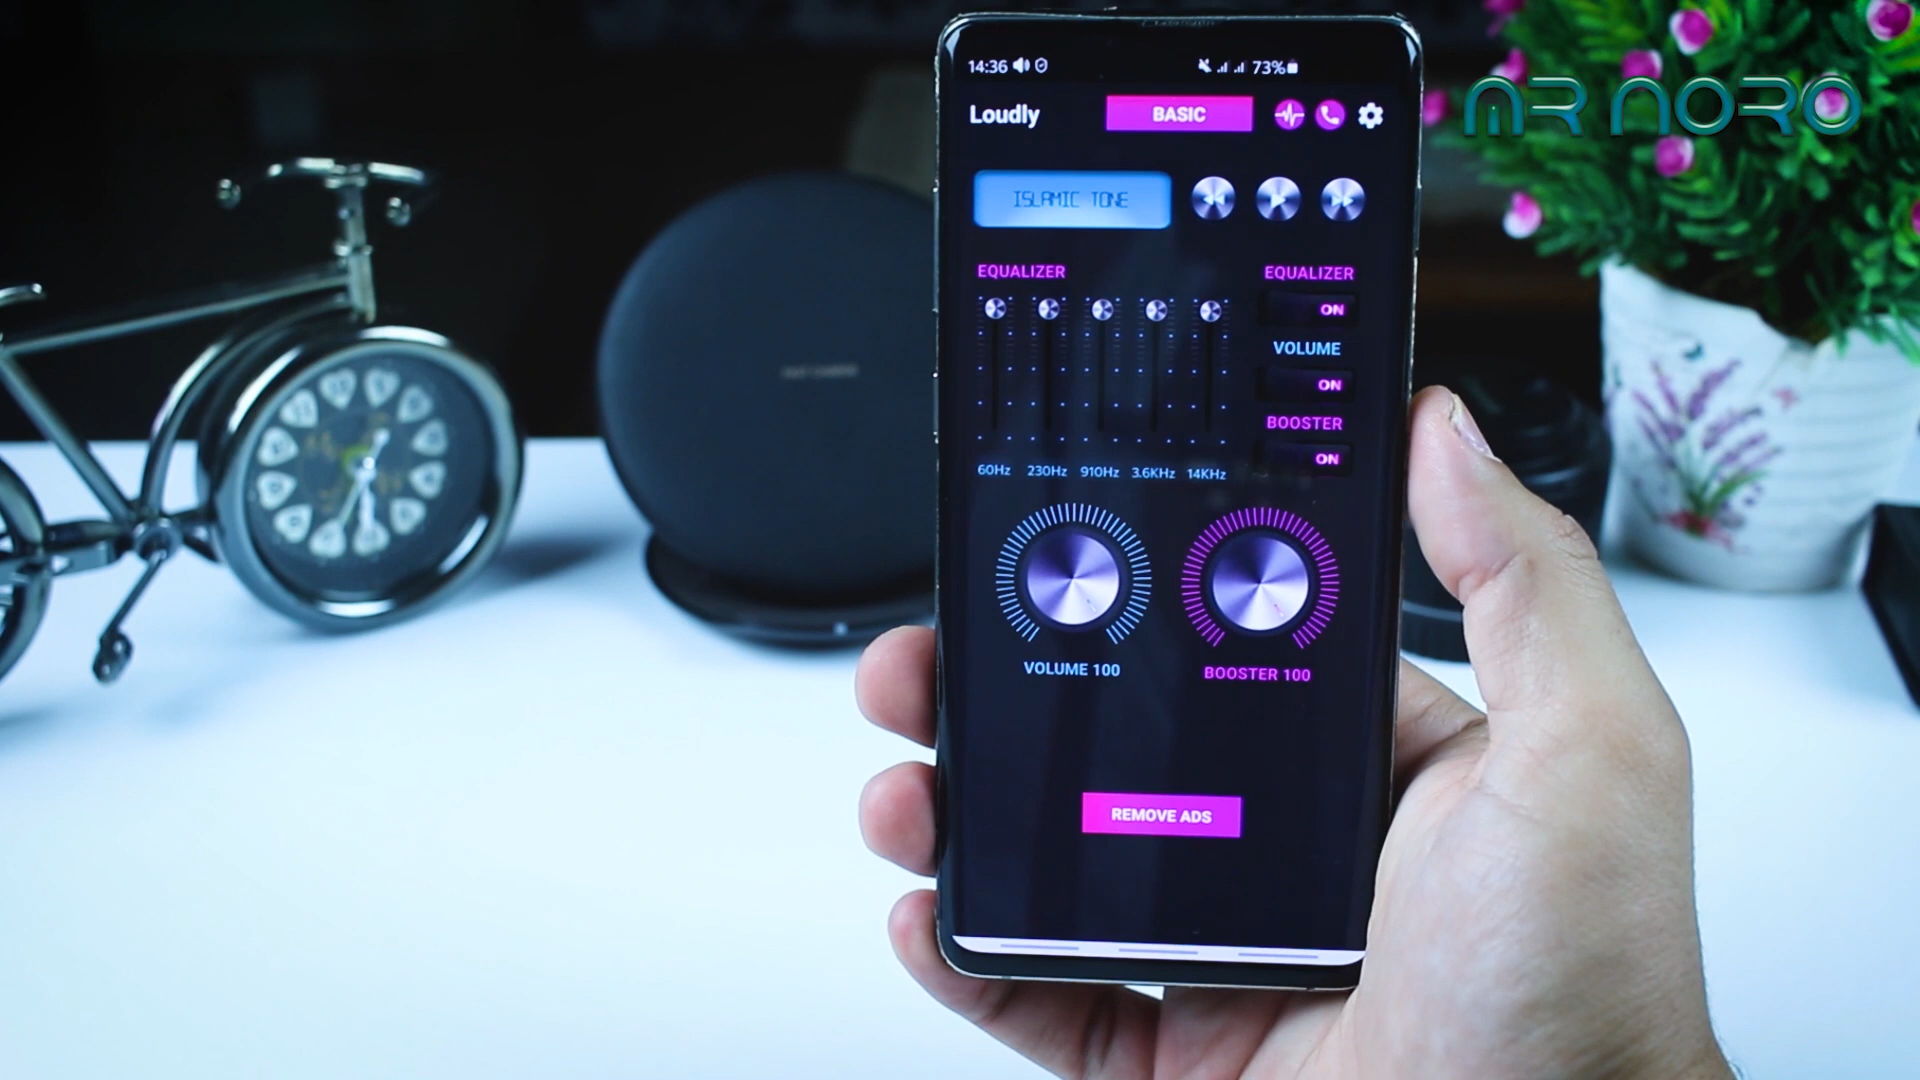 MR NORO
14:36
73%
Loudly
BASIC
ISLAMIC TONE
EQUALIZER
EQUALIZER
ON
VOLUME
ON
BOOSTER
ON
60Hz 230Hz 910Hz 3.6KHz 14KHz
VOLUME 100
BOOSTER 100
REMOVE ADS